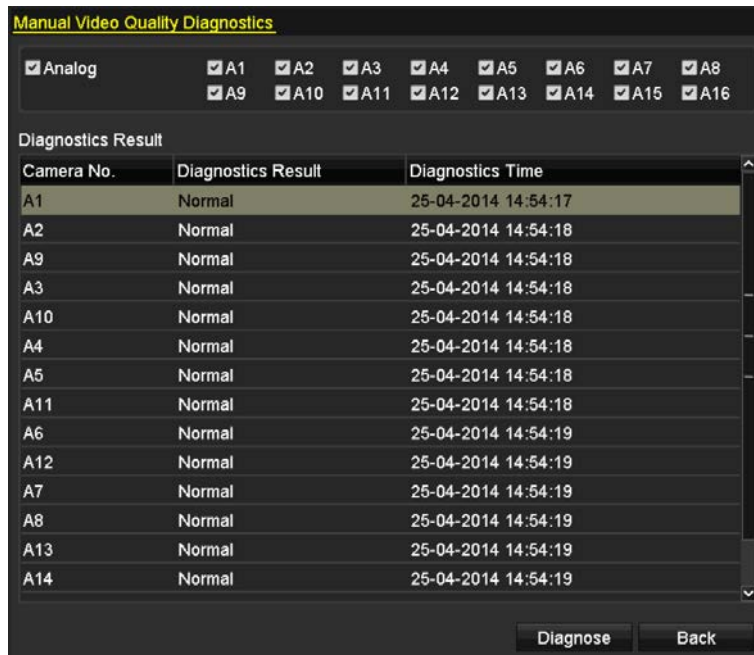 Manual Video Quality Diagnostics
Analog A1 A2 A3 A4 A5 A6 A7 A8
A9 A10 A11 A12 A13 A14 A15 A16
Diagnostics Result
Camera No. Diagnostics Result Diagnostics Time
A1 Normal 25-04-2014 14:54:17
A2 Normal 25-04-2014 14:54:18
A9 Normal 25-04-2014 14:54:18
A3 Normal 25-04-2014 14:54:18
A10 Normal 25-04-2014 14:54:18
A4 Normal 25-04-2014 14:54:18
A5 Normal 25-04-2014 14:54:18
A11 Normal 25-04-2014 14:54:18
A6 Normal 25-04-2014 14:54:19
A12 Normal 25-04-2014 14:54:19
A7 Normal 25-04-2014 14:54:19
A8 Normal 25-04-2014 14:54:19
A13 Normal 25-04-2014 14:54:19
A14 Normal 25-04-2014 14:54:19
Diagnose Back